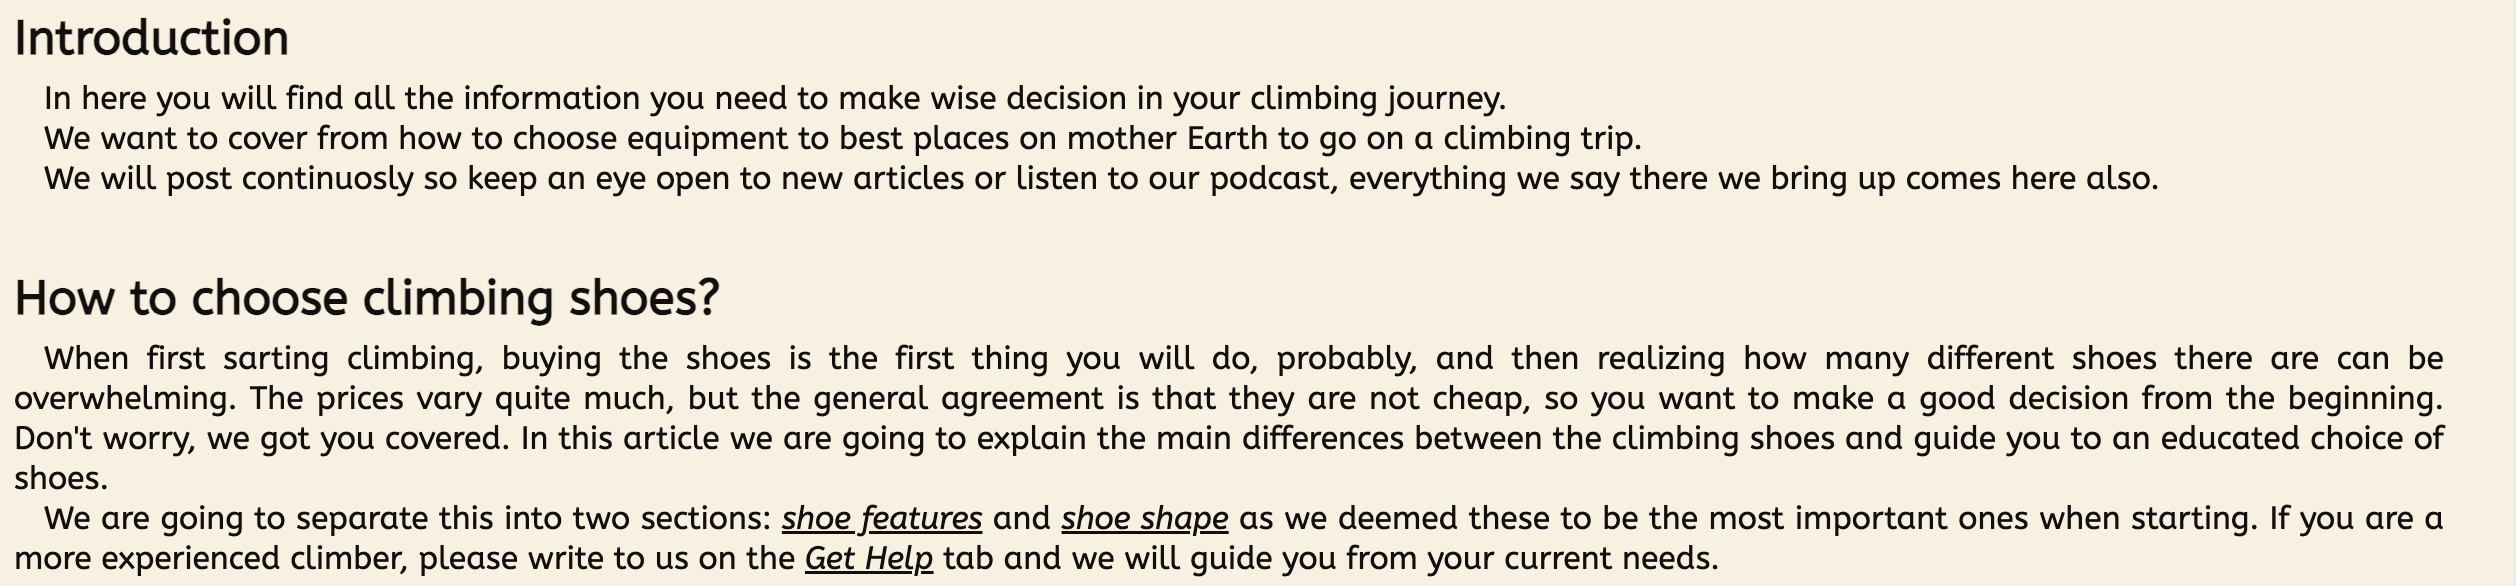 Introduction
In here you will find all the information you need to make wise decision in your climbing journey.
We want to cover from how to choose equipment to best places on mother Earth to go on a climbing trip.
We will post continuosly so keep an eye open to new articles or listen to our podcast, everything we say there we bring up comes here also.
How to choose climbing shoes?
When first sarting climbing, buying the shoes is the first thing you will do, probably, and then realizing how many different shoes there are can be
overwhelming. The prices vary quite much, but the general agreement is that they are not cheap, so you want to make a good decision from the beginning.
Don't worry, we got you covered. In this article we are going to explain the main differences between the climbing shoes and guide you to an educated choice of
shoes.
We are going to separate this into two sections: shoe features and shoe shape as we deemed these to be the most important ones when starting. If you are a
more experienced climber, please write to us on the Get Help tab and we will guide you from your current needs.